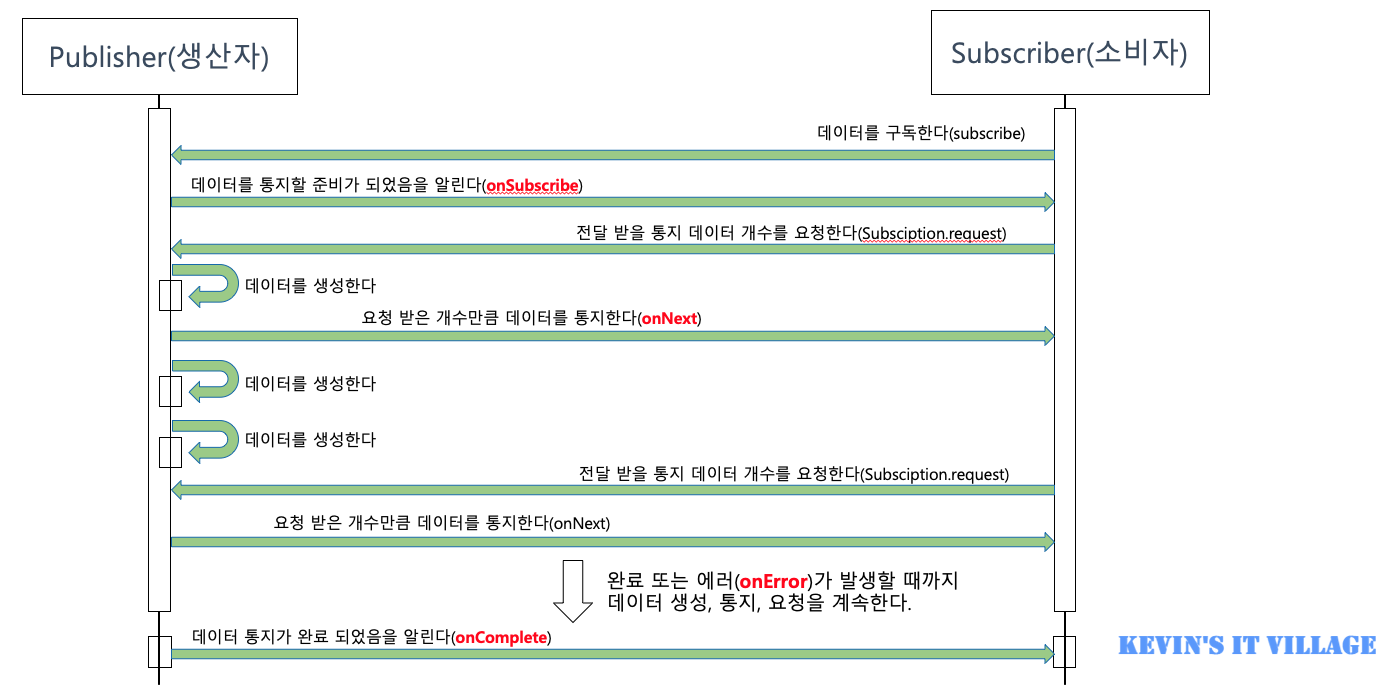 Publisher(생산자)
Subscriber(소비자)
데이터를 구독한다(subscribe)
데이터를 통지할 준비가 되었음을 알린다(onSubscribe)
전달 받을 통지 데이터 개수를 요청한다(Subsciption.request)
데이터를 생성한다
요청 받은 개수만큼 데이터를 통지한다(onNext)
데이터를 생성한다
데이터를 생성한다
전달 받을 통지 데이터 개수를 요청한다(Subsciption.request)
요청 받은 개수만큼 데이터를 통지한다(onNext)
완료 또는 에러(onError)가 발생할 때까지
데이터 생성, 통지, 요청을 계속한다.
데이터 통지가 완료 되었음을 알린다(onComplete)
KEVIN'S IT VILLAGE